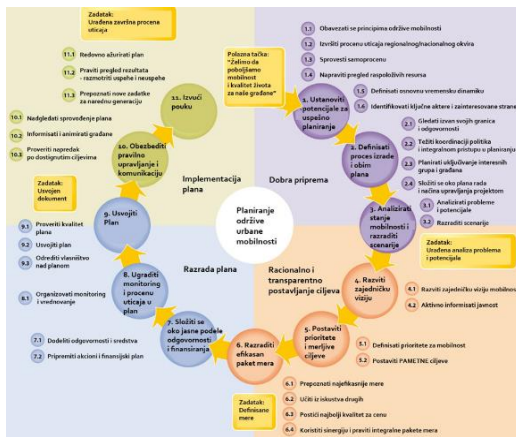 Zadatak:
Urađena završna procena
uticaja
11.1 Redovno ažurirati plan
11.2 Praviti pregled rezultata
- razmotriti uspehe i neuspehe
11.3 Prepoznati nove zadatke
za narednu generaciju
10.1 Nadgledati sprovođenje plana
10.2 Informisati i animirati građane
10.3 Proveriti napredak
po dostignutim ciljevima
11. Izvući
pouku
10. Obezbediti
pravilno
upravljanje i
komunikaciju
Implementacija
plana
Polazna tačka:
"Želimo da
poboljšamo
mobilnost
i kvalitet života
za naše građane"
1.1 Obavezati se principima održive mobilnosti
1.2 Izvršiti procenu uticaja regionalnog/nacionalnog okvira
1.3 Sprovesti samoprocenu
1.4 Napraviti pregled raspoloživih resursa
1.5 Definisati osnovu vremensku dinamiku
1.6 Identifikovati ključne aktere i zainteresovane strane
1. Ustanoviti
potencijale za
uspešno
planiranje
2.1 Gledati izvan svojih granica
i odgovornosti
2.2 Težiti koordinaciji politika
i integralnom pristupu u planiranju
2.3 Planirati uključivanje interesnih
grupa i građana
2.4 Složiti se oko plana rada
i pristupa upravljanja projektom
2. Definisati
proces izrade i
obim plana
Dobra priprema
3.1 Analizirati probleme
i potencijale
3.2 Razraditi scenarije
3. Analizirati
stanje
mobilnosti i
razraditi
scenarije
Zadatak:
Urađena analiza problema
i potencijala
Planiranje
održive
urbane
mobilnosti
Zadatak:
Usvojen
dokument
9.1 Proveriti kvalitet
plana
9.2 Usvojiti plan
9.3 Odrediti vlasništvo
nad planom
9. Usvojiti
Plan
8.1 Organizovati monitoring
i vrednovanje
8. Ugraditi
monitoring
i procenu
uticaja u
plan
Razrada plana
7.1 Dodeliti odgovornosti i sredstva
7.2 Pripremiti akcioni i finansijski plan
7. Složiti se
oko jasne podele
odgovornosti
i finansiranja
Racionalno i
transparentno
postavljanje ciljeva
4. Razviti
zajedničku
viziju
4.1 Razviti zajedničku viziju mobilnos
4.2 Aktivno informisati javnost
5. Postaviti
prioritete
i merljive
ciljeve
5.1 Definisati prioritete za mobilnost
5.2 Postaviti PAMETNE ciljeve
6. Razraditi
efikasan
paket mera
Zadatak:
Definisane
mere
6.1 Prepoznati najefikasnije mere
6.2 Učiti iz iskustva drugih
6.3 Postići najbolji kvalitet za cenu
6.4 Koristiti sinergiju i praviti integralne pakete mera